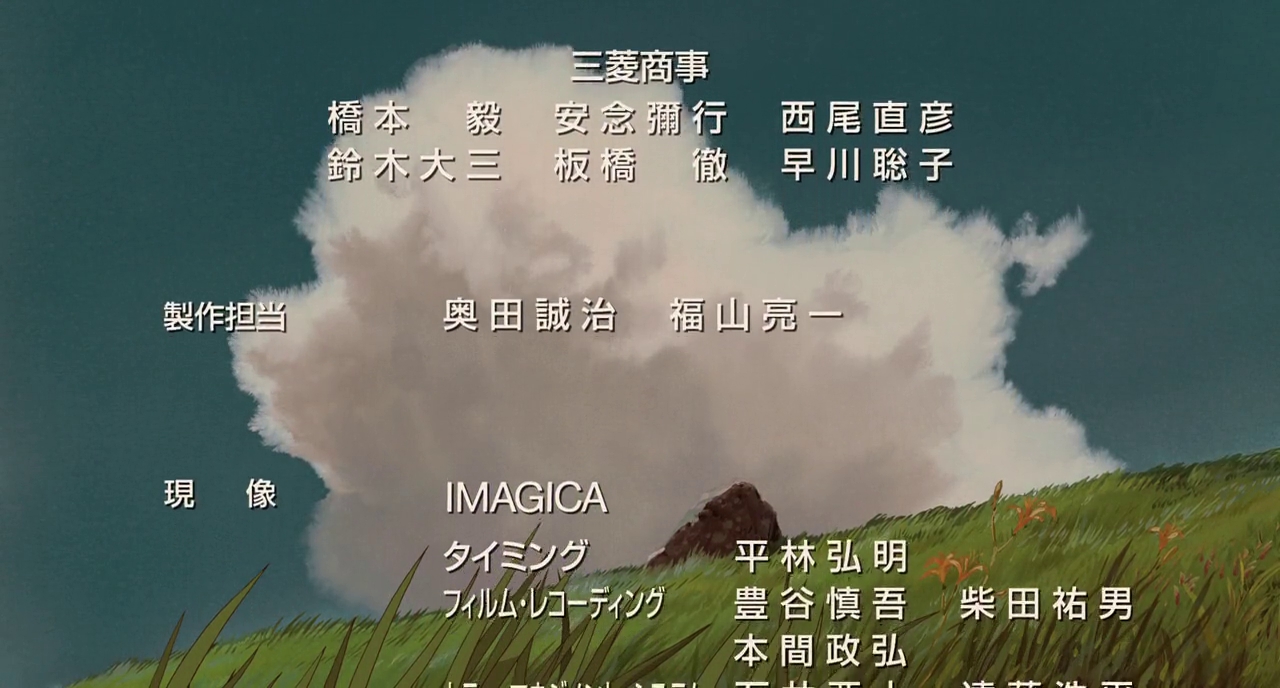 三菱商事
橋本 毅 安念彌行 西尾直彦
鈴木大三 板橋 徹 早川聡子
製作担当 奥田誠治 福山亮一
現 像 IMAGICA
タイミング 平林弘明
フィルム・レコーディング 豊谷慎吾 柴田祐男
本間政弘